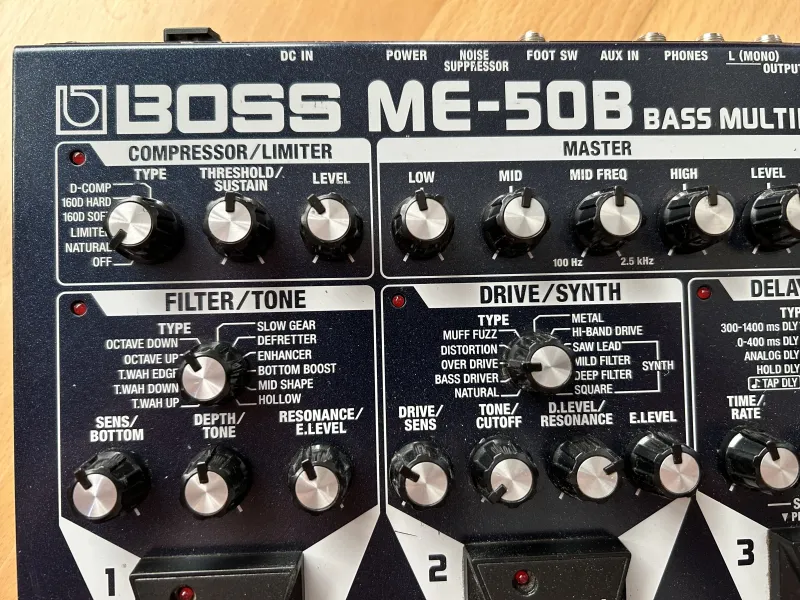 DC IN
POWER
NOISE
SUPPRESSOR
FOOT SW
AUX IN
PHONES
L (MONO)
OUTPU
BOSS ME-50B BASS MULTI
COMPRESSOR/LIMITER
TYPE
D-COMP
160D HARD
160D SOFT
LIMITER
NATURAL
OFF
THRESHOLD/
SUSTAIN
LEVEL
MASTER
LOW
MID
MID FREQ
100 Hz
2.5 kHz
HIGH
LEVEL
FILTER/TONE
TYPE
OCTAVE DOWN
OCTAVE UP
T.WAH EDGE
T.WAH DOWN
T.WAH UP
SLOW GEAR
DEFRETTER
ENHANCER
BOTTOM BOOST
MID SHAPE
HOLLOW
SENS/
BOTTOM
DEPTH/
TONE
RESONANCE/
E.LEVEL
DRIVE/SYNTH
TYPE
MUFF FUZZ
DISTORTION
OVER DRIVE
BASS DRIVER
NATURAL
METAL
HI-BAND DRIVE
SAW LEAD
MILD FILTER
DEEP FILTER
SQUARE
SYNTH
DRIVE/
SENS
TONE/
CUTOFF
D.LEVEL/
RESONANCE
E.LEVEL
DELA
TYP
300-1400 ms DLY
0-400 ms DLY
ANALOG DLY
HOLD DLY
TAP DLY
TIME/
RATE
1
2
3